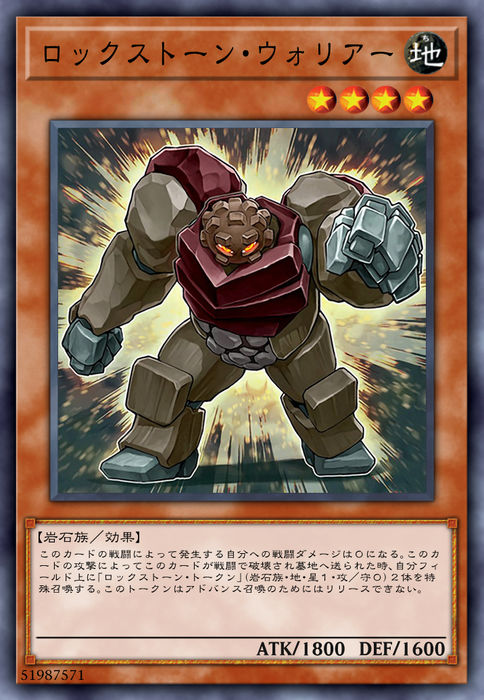 ロックストーン・ウォリアー
ち
地
【岩石族／効果】
このカードの戦闘によって発生する自分への戦闘ダメージは０になる。このカー
ドの攻撃によってこのカードが戦闘で破壊され墓地へ送られた時、自分フィ
ールド上に「ロックストーン・トークン」(岩石族・地・星１・攻／守０)２体を特
殊召喚する。このトークンはアドバンス召喚のためにはリリースできない。
ATK/1800 DEF/1600
51987571